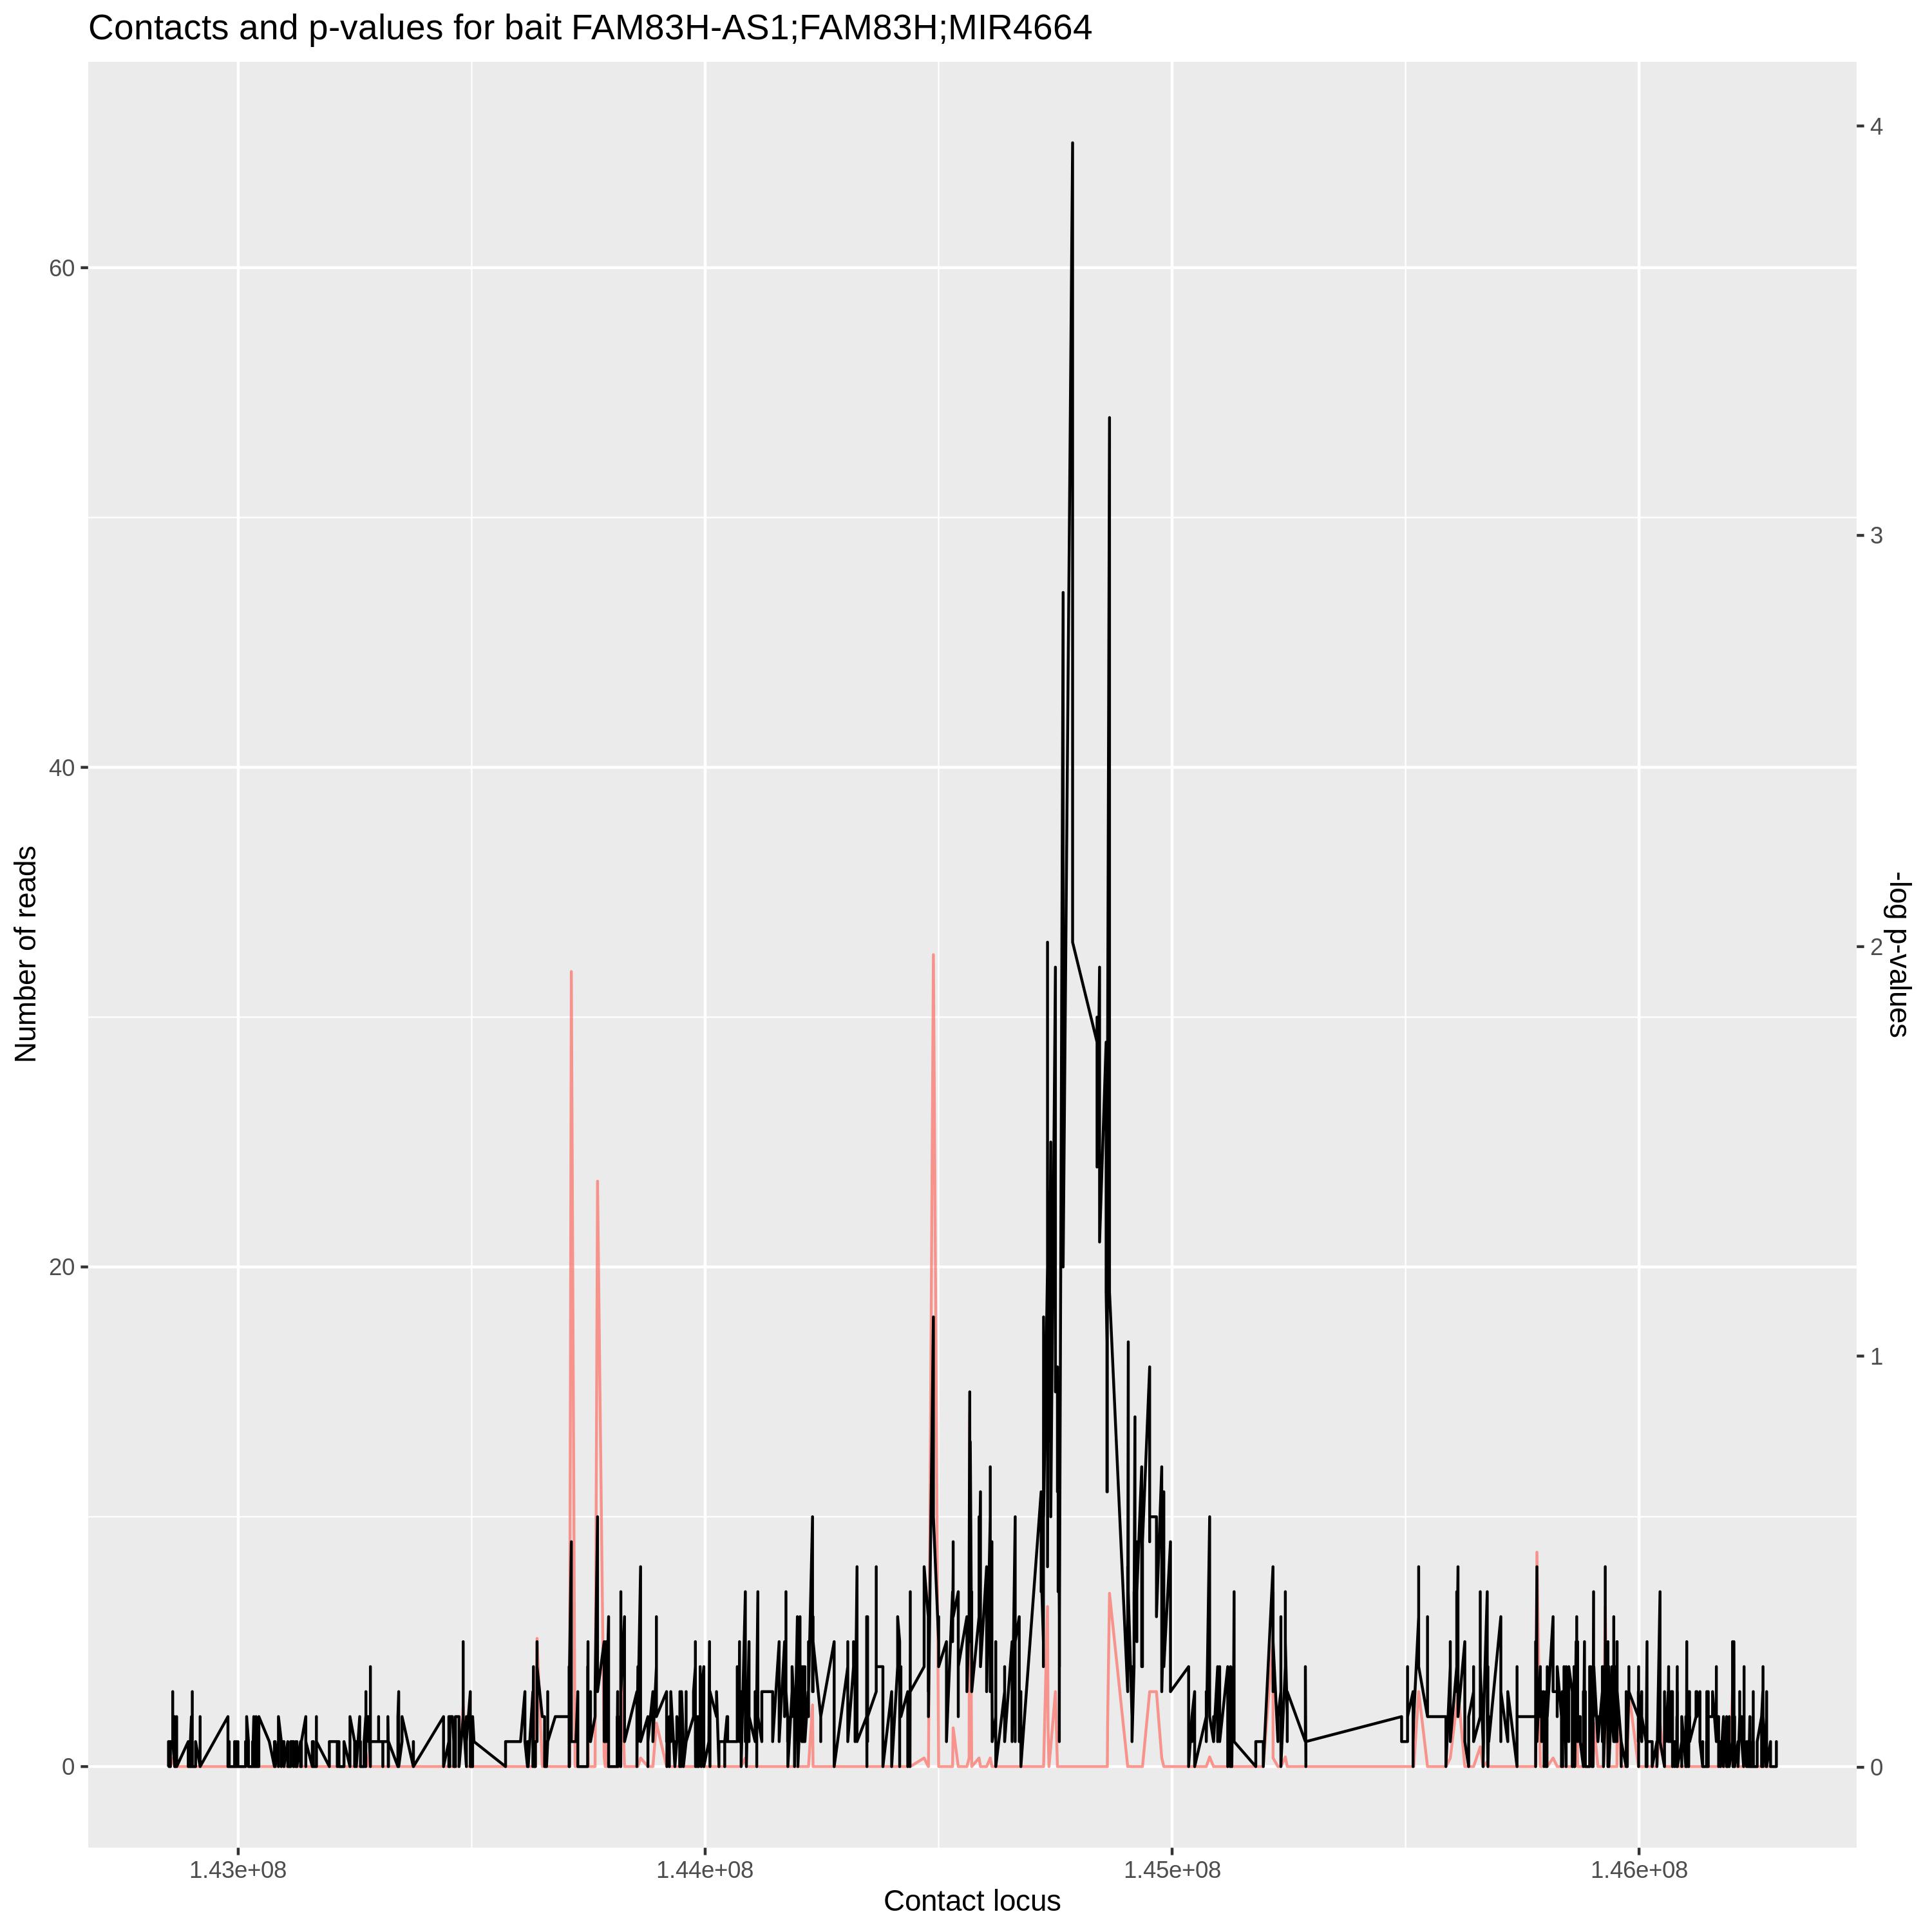 Contacts and p-values for bait FAM83H-AS1;FAM83H;MIR4664
Number of reads
60
40
20
0
4
3
2
1
0
-log p-values
1.43e+08 1.44e+08 1.45e+08 1.46e+08
Contact locus